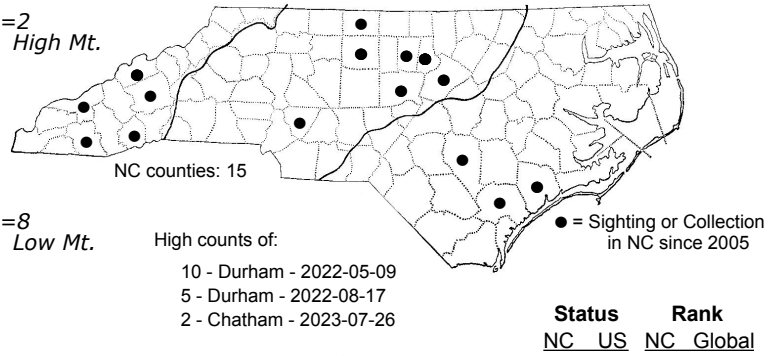 =2
High Mt.
NC counties: 15
=8
Low Mt.
High counts of:
10 - Durham - 2022-05-09
5 - Durham - 2022-08-17
2 - Chatham - 2023-07-26
● = Sighting or Collection
in NC since 2005
Status Rank
NC US NC Global